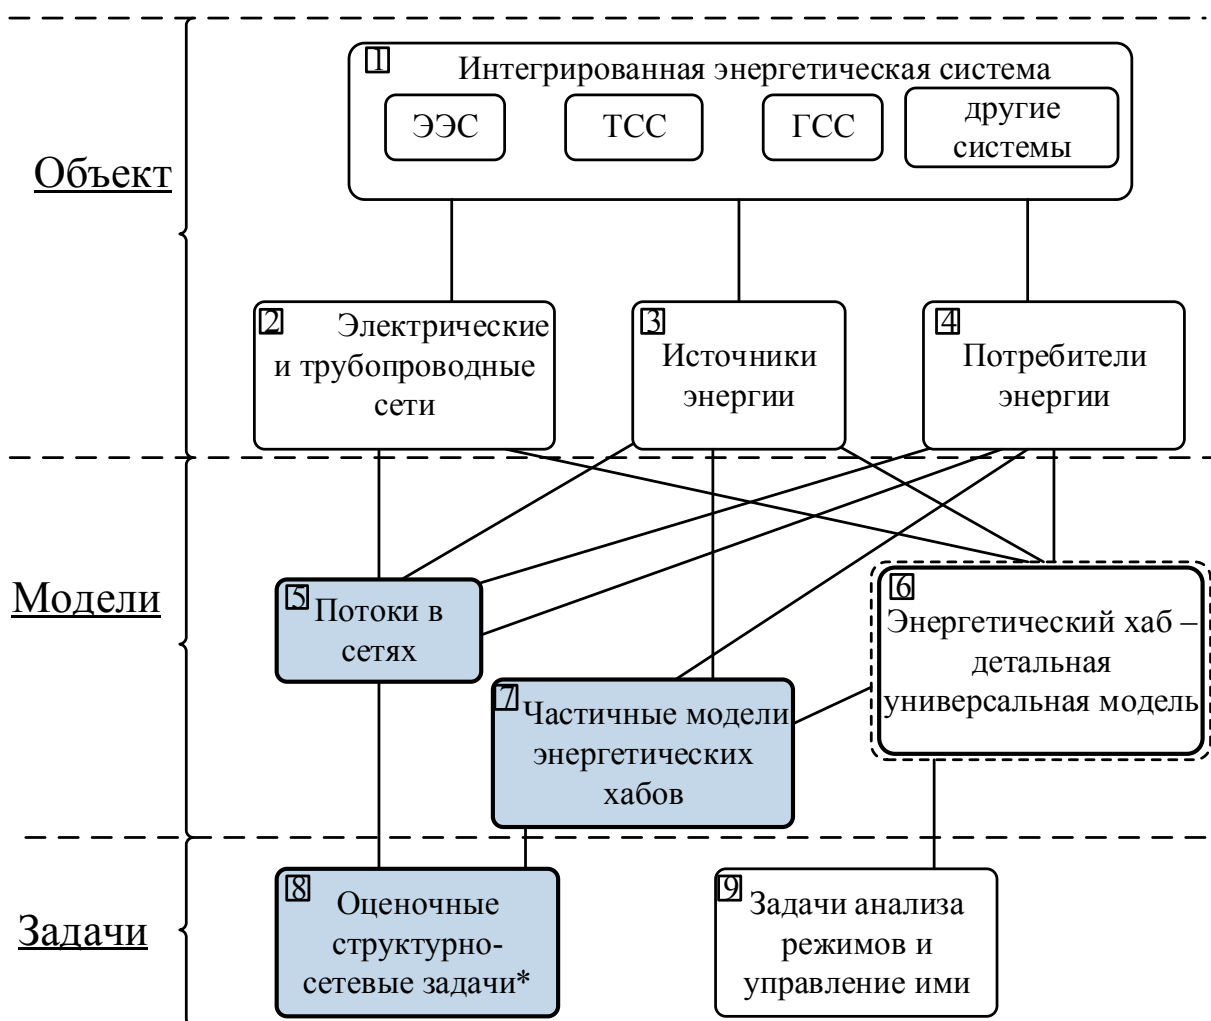 Объект
1
Интегрированная энергетическая система
ЭЭС
ТСС
ГСС
другие
системы
2
Электрические
и трубопроводные
сети
3
Источники
энергии
4
Потребители
энергии
Модели
5
Потоки в
сетях
6
Энергетический хаб –
детальная
универсальная модель
7
Частичные модели
энергетических
хабов
Задачи
8
Оценочные
структурно-
сетевые задачи*
9
Задачи анализа
режимов и
управление ими